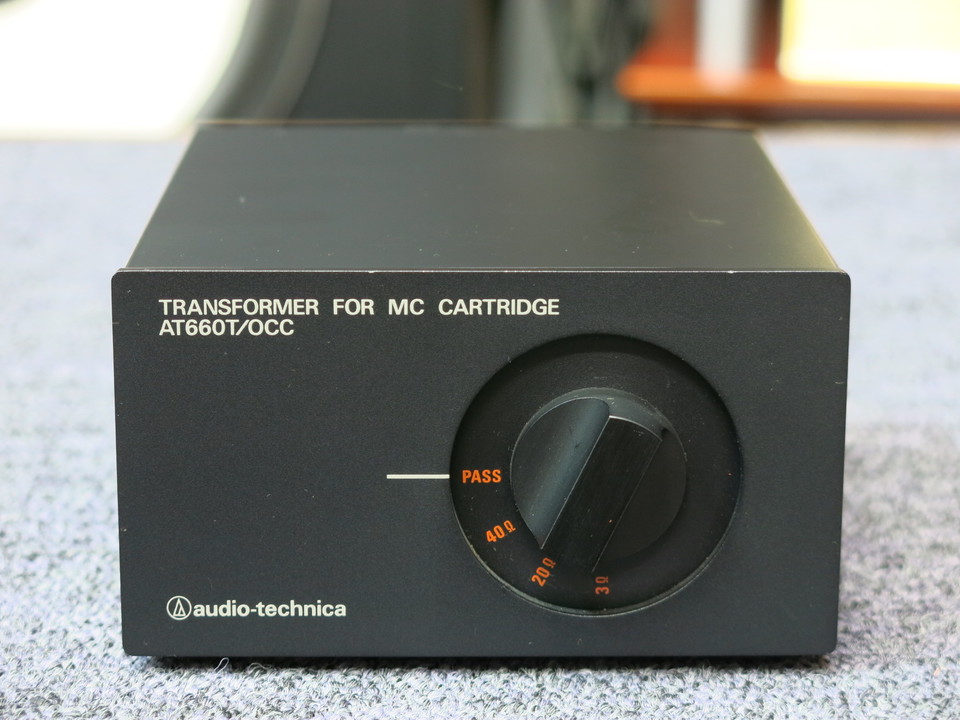 TRANSFORMER FOR MC CARTRIDGE
AT660T/OCC
PASS
40Ω
20Ω
3Ω
audio-technica